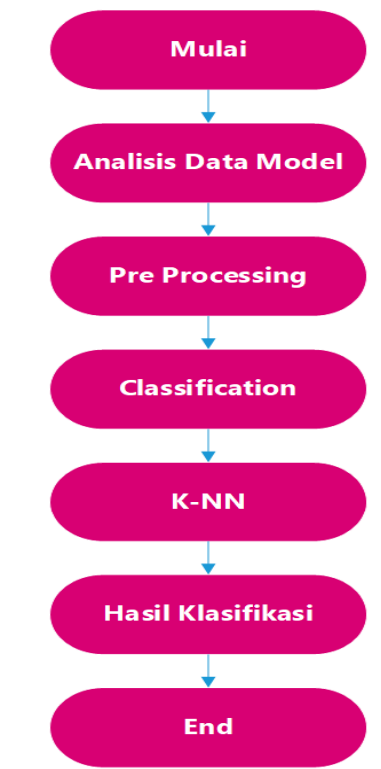 Mulai
Analisis Data Model
Pre Processing
Classification
K-NN
Hasil Klasifikasi
End